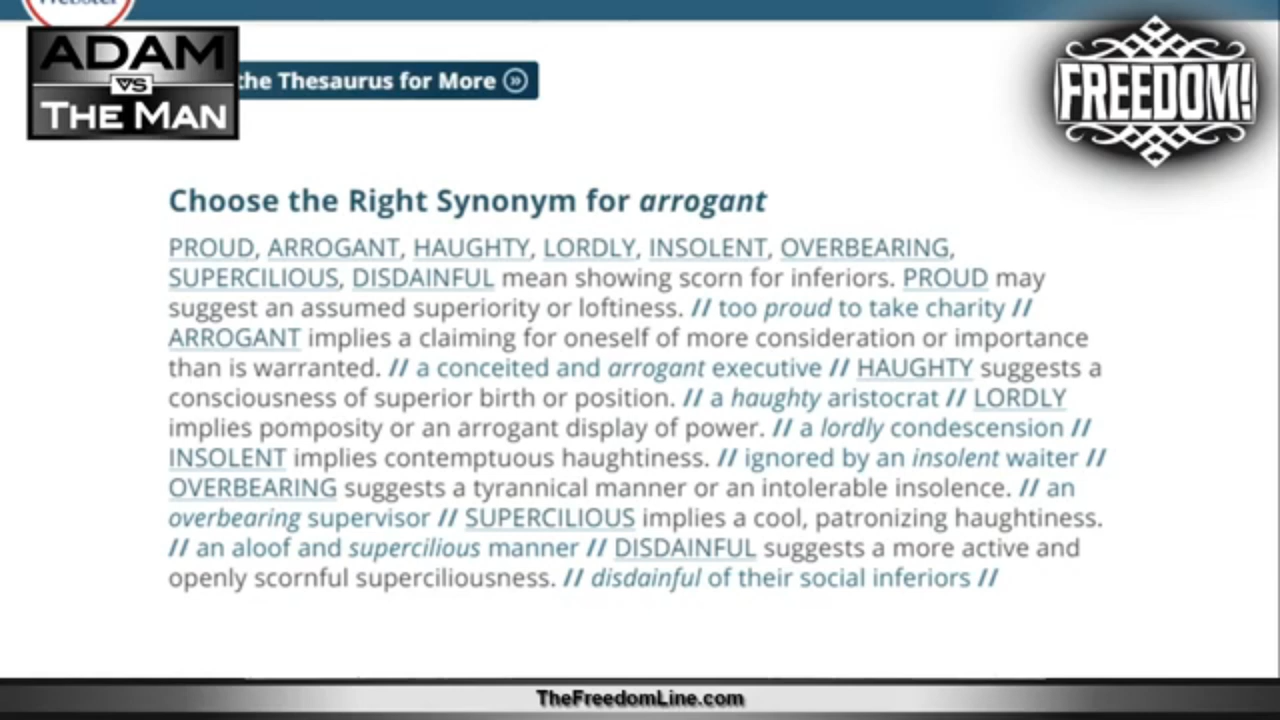 Webster
ADAM
VS
THE MAN
the Thesaurus for More
FREEDOM!
Choose the Right Synonym for arrogant
PROUD, ARROGANT, HAUGHTY, LORDLY, INSOLENT, OVERBEARING,
SUPERCILIOUS, DISDAINFUL mean showing scorn for inferiors. PROUD may
suggest an assumed superiority or loftiness. // too proud to take charity //
ARROGANT implies a claiming for oneself of more consideration or importance
than is warranted. // a conceited and arrogant executive // HAUGHTY suggests a
consciousness of superior birth or position. // a haughty aristocrat // LORDLY
implies pomposity or an arrogant display of power. // a lordly condescension //
INSOLENT implies contemptuous haughtiness. // ignored by an insolent waiter //
OVERBEARING suggests a tyrannical manner or an intolerable insolence. // an
overbearing supervisor // SUPERCILIOUS implies a cool, patronizing haughtiness.
// an aloof and supercilious manner // DISDAINFUL suggests a more active and
openly scornful superciliousness. // disdainful of their social inferiors //
TheFreedomLine.com